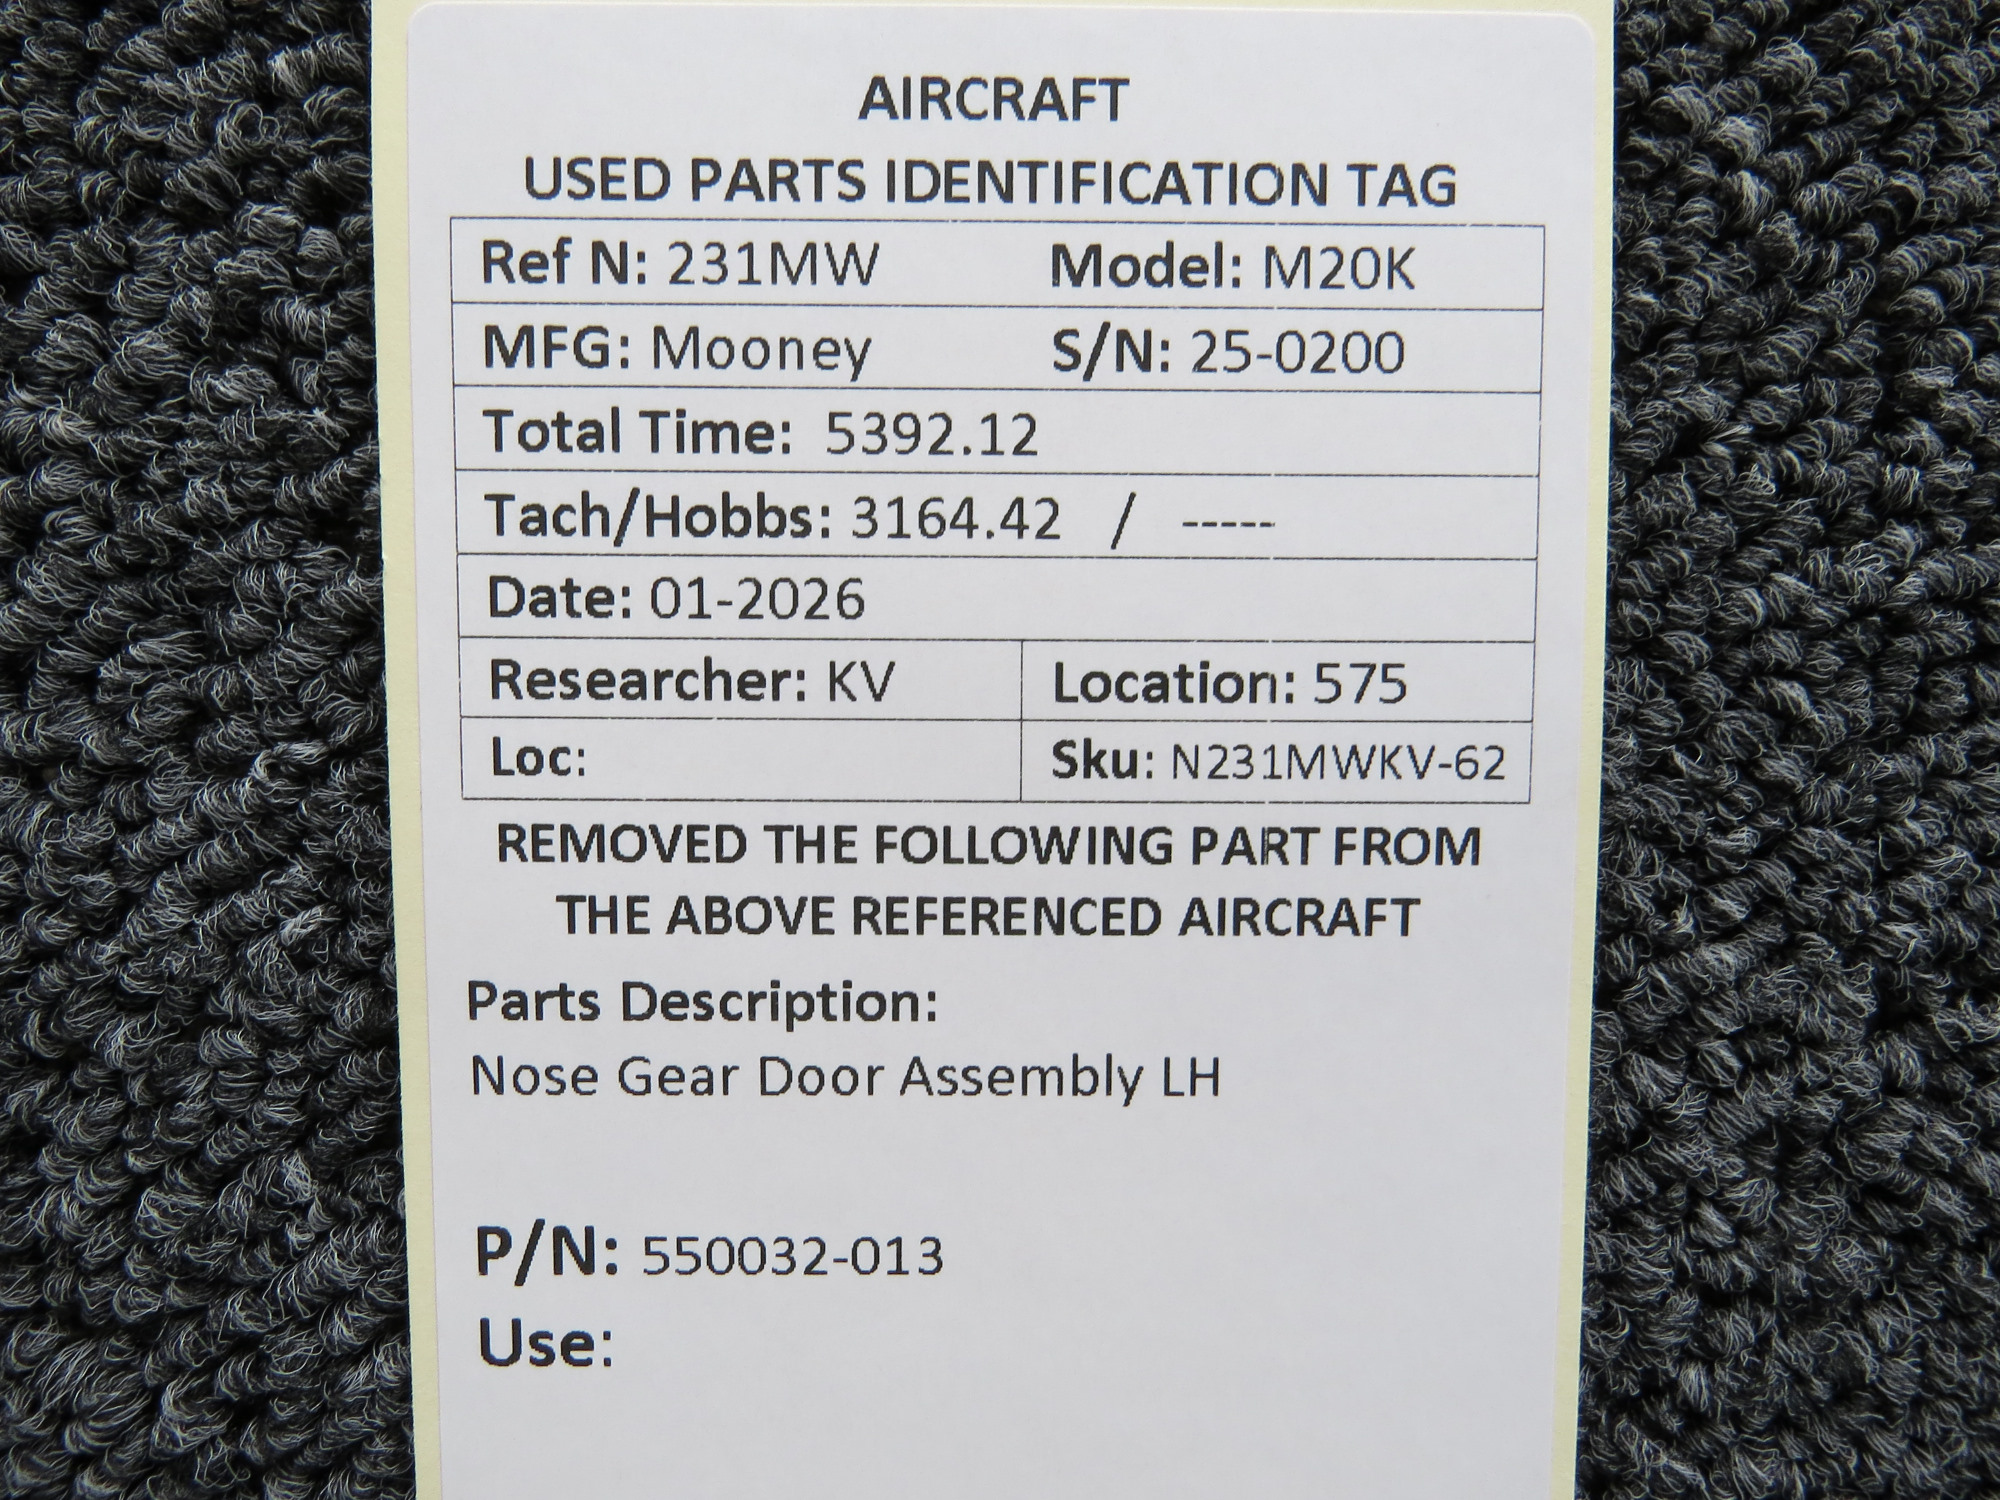 AIRCRAFT
USED PARTS IDENTIFICATION TAG
Ref N: 231MW Model: M20K
MFG: Mooney S/N: 25-0200
Total Time: 5392.12
Tach/Hobbs: 3164.42 / -----
Date: 01-2026
Researcher: KV Location: 575
Loc: Sku: N231MWKV-62
REMOVED THE FOLLOWING PART FROM
THE ABOVE REFERENCED AIRCRAFT
Parts Description:
Nose Gear Door Assembly LH
P/N: 550032-013
Use: